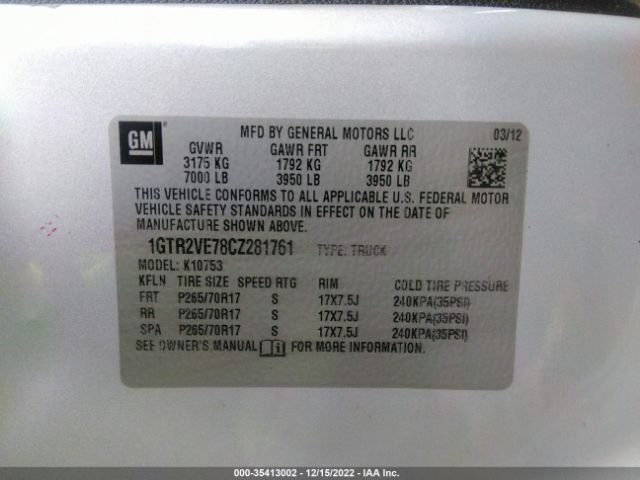 GM
MFD BY GENERAL MOTORS LLC 03/12
GVWR GAWR FRT GAWR RR
3175 KG 1792 KG 1792 KG
7000 LB 3950 LB 3950 LB
THIS VEHICLE CONFORMS TO ALL APPLICABLE U.S. FEDERAL MOTOR
VEHICLE SAFETY STANDARDS IN EFFECT ON THE DATE OF
MANUFACTURE SHOWN ABOVE.
1GTR2VE78CZ281761 TYPE: TRUCK
MODEL: K10753
KFLN TIRE SIZE SPEED RTG RIM COLD TIRE PRESSURE
FRT P265/70R17 S 17X7.5J 240KPA(35PSI)
RR P265/70R17 S 17X7.5J 240KPA(35PSI)
SPA P265/70R17 S 17X7.5J 240KPA(35PSI)
SEE OWNER'S MANUAL FOR MORE INFORMATION.
000-35413002 - 12/15/2022 - IAA Inc.